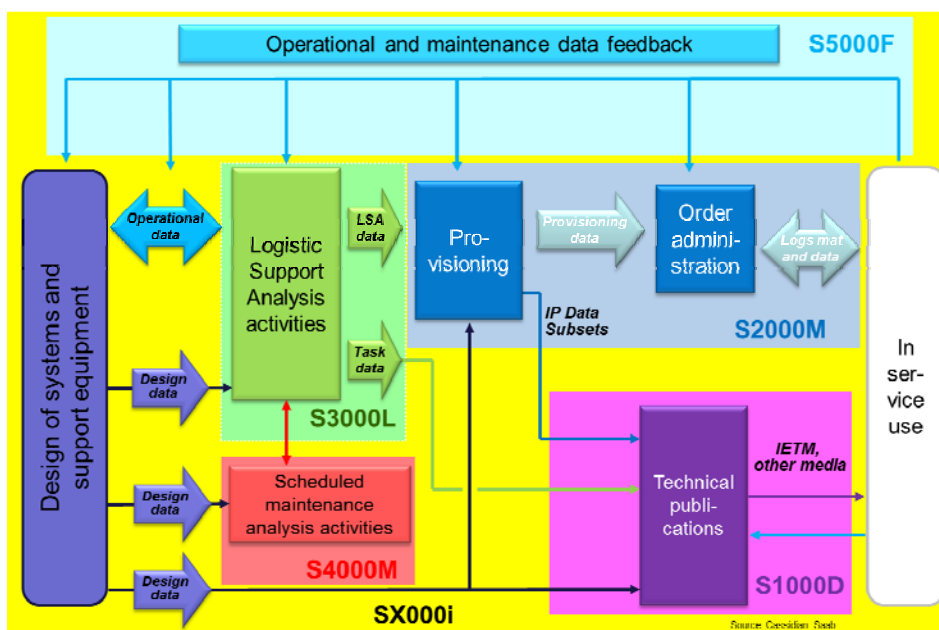 Operational and maintenance data feedback
S5000F
Design of systems and
support equipment
Operational
data
Logistic
Support
Analysis
activities
LSA
data
Task
data
S3000L
Pro-
visioning
Provisioning
data
Order
admini-
stration
Logs mat
and data
IP Data
Subsets
S2000M
In
ser-
vice
use
Design
data
Design
data
Scheduled
maintenance
analysis activities
S4000M
Design
data
SX000i
Technical
publi-
cations
IETM,
other media
S1000D
Source Cassidian Saab